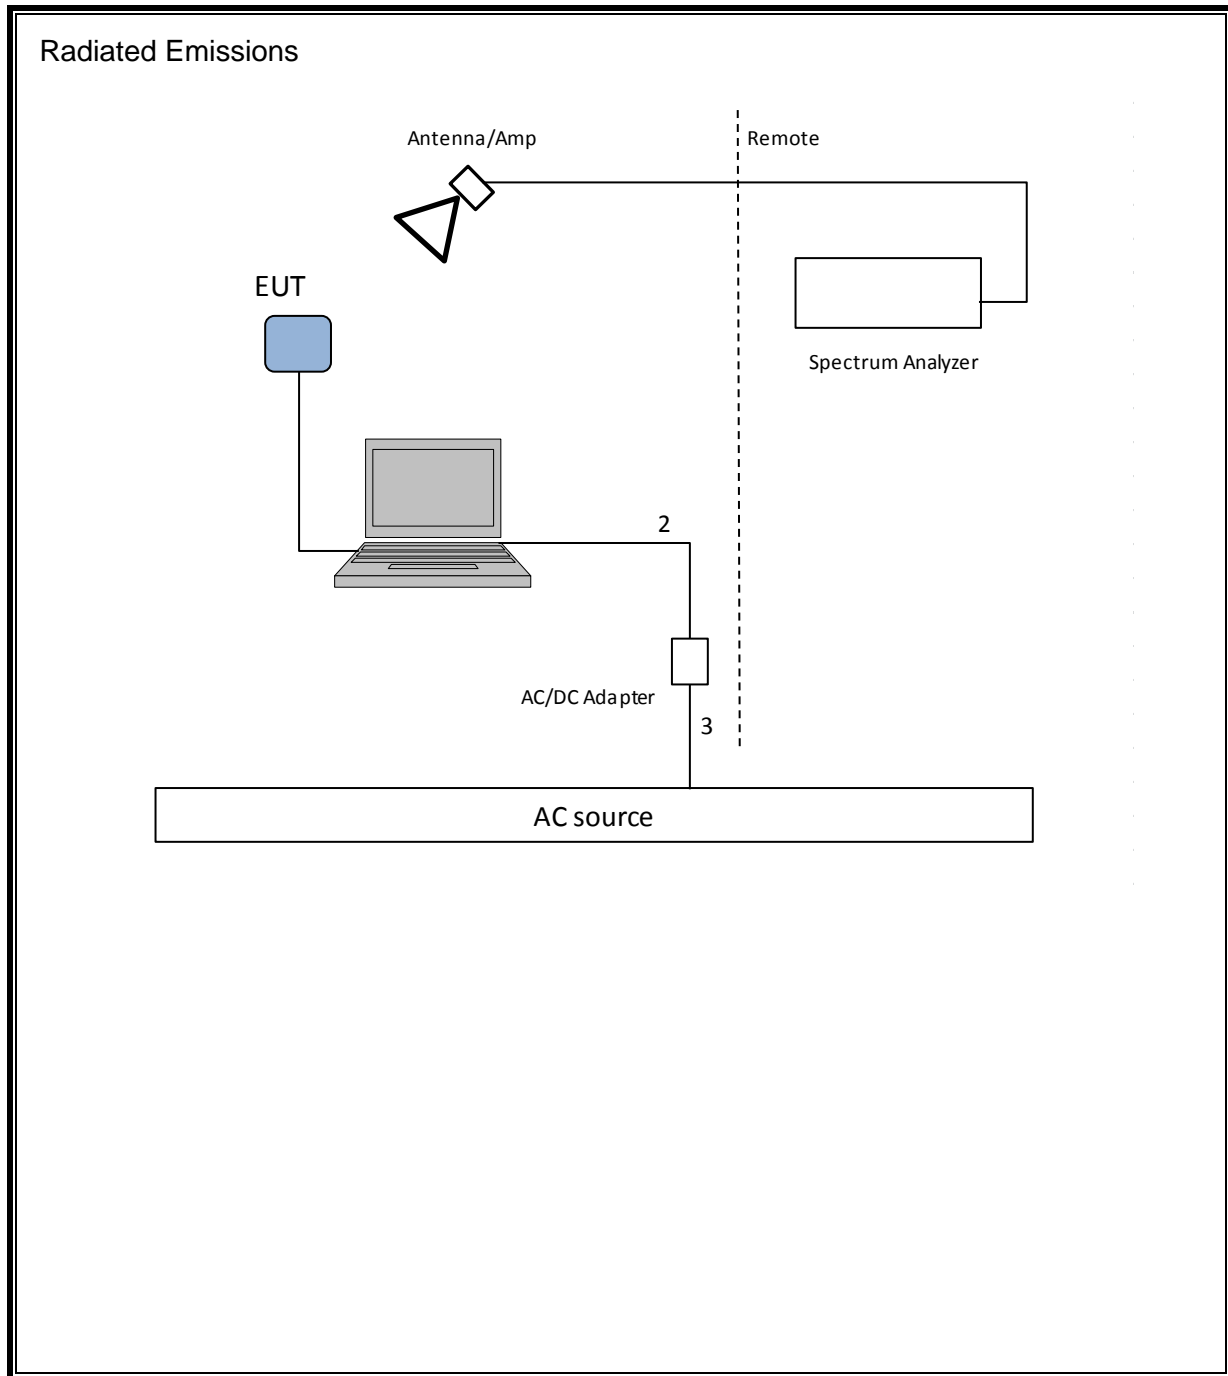 Radiated Emissions
Antenna/Amp
Remote
EUT
Spectrum Analyzer
2
AC/DC Adapter
3
AC source